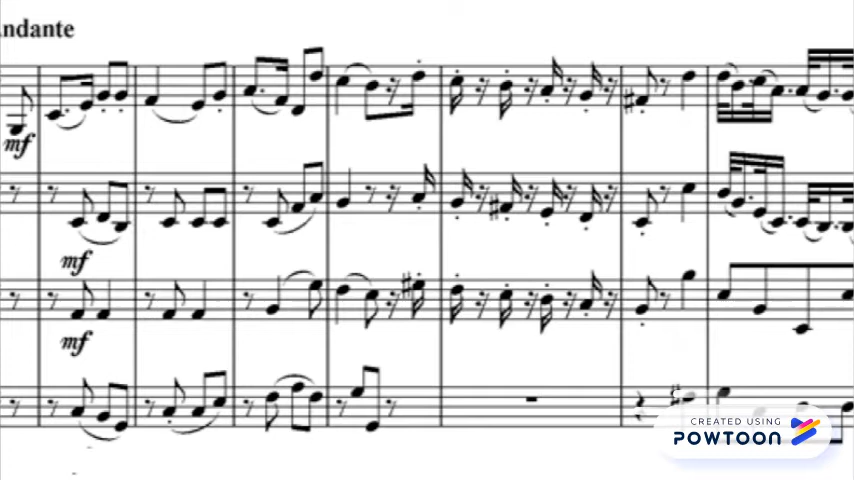 ndante
mf
mf
mf
CREATED USING
POWTOON